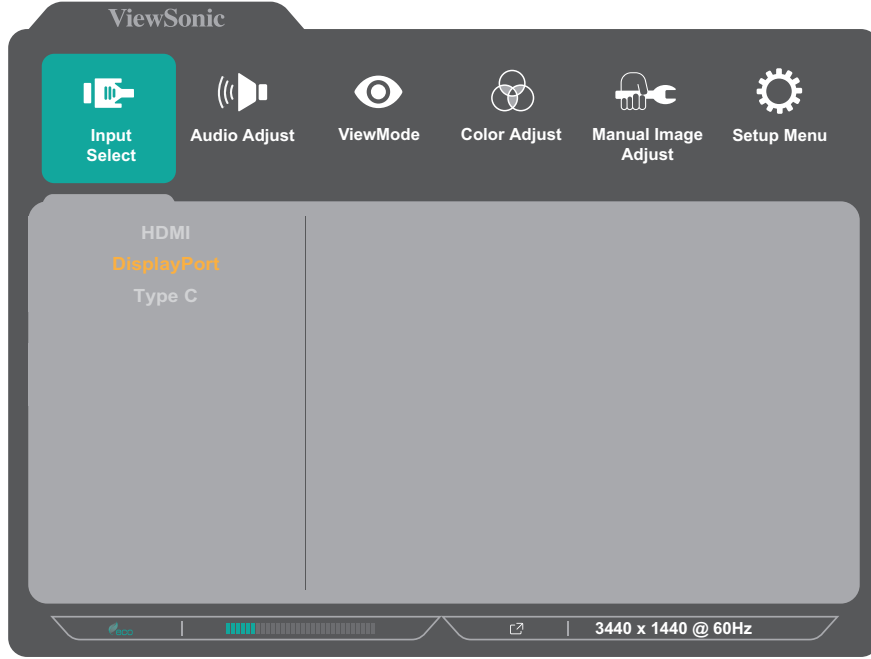 ViewSonic
Input
Select
Audio Adjust
ViewMode
Color Adjust
Manual Image
Adjust
Setup Menu
HDMI
DisplayPort
Type C
eco
3440 x 1440 @ 60Hz